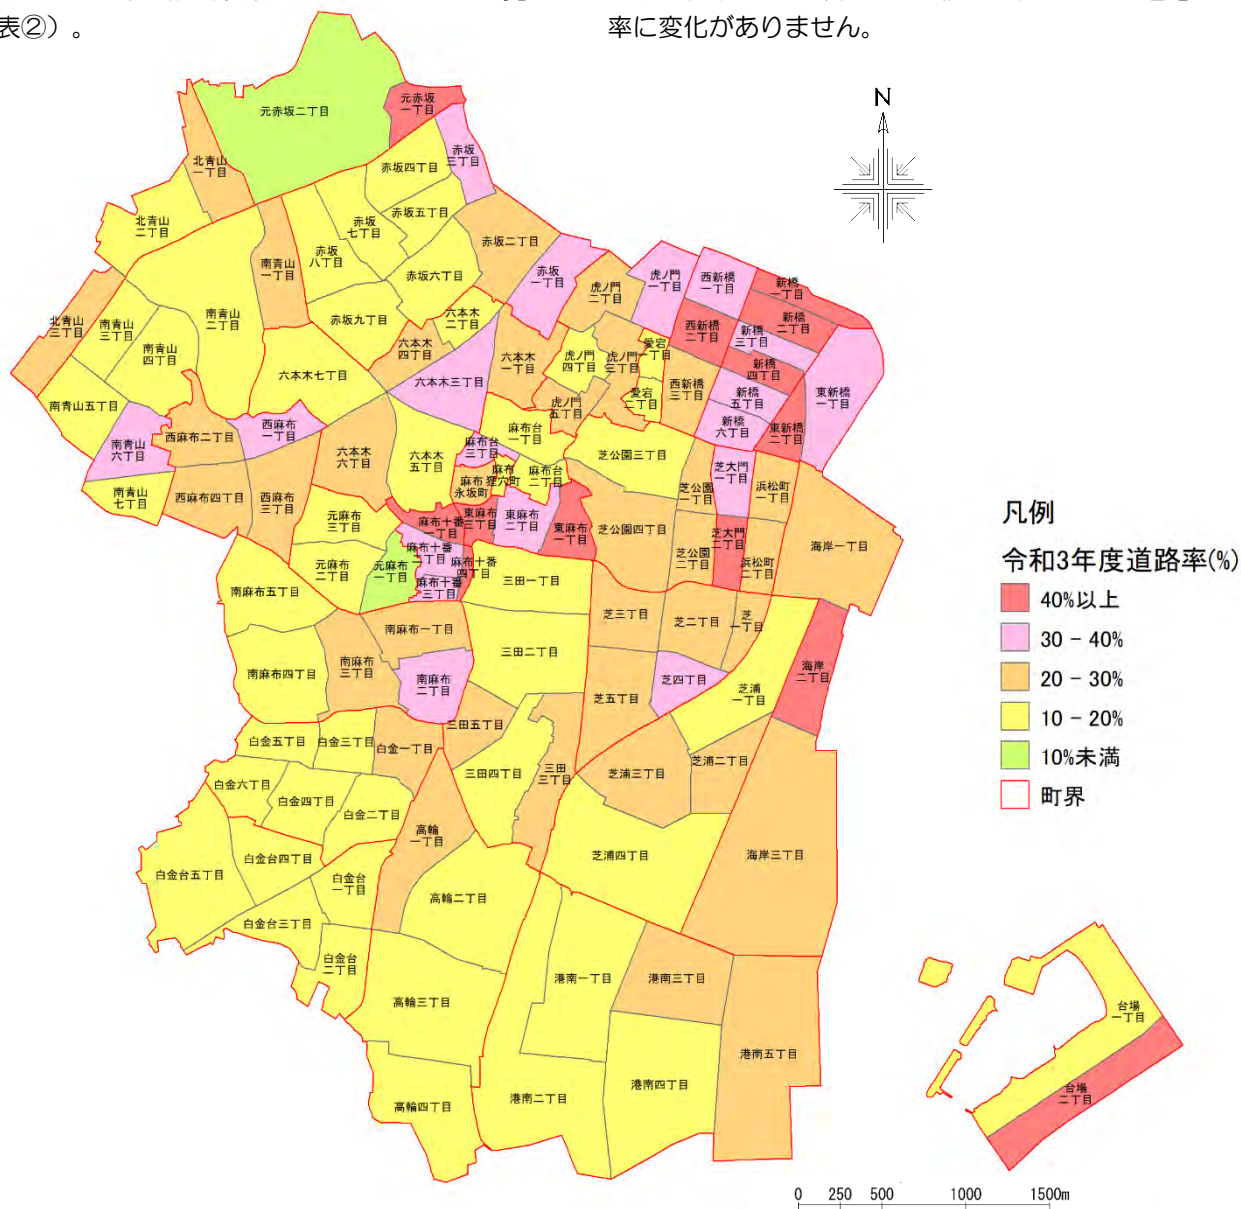 表②）。
率に変化がありません。
N
元赤坂二丁目
元赤坂
一丁目
北青山
一丁目
赤坂四丁目
赤坂
三丁目
北青山
二丁目
赤坂
七丁目
赤坂五丁目
赤坂
八丁目
赤坂六丁目
赤坂二丁目
赤坂
一丁目
南青山
一丁目
南青山
二丁目
虎ノ門
二丁目
虎ノ門
一丁目
西新橋
一丁目
新橋
一丁目
北青山
三丁目
南青山
三丁目
南青山
四丁目
赤坂九丁目
六本木
二丁目
六本木
四丁目
六本木
一丁目
虎ノ門
四丁目
虎ノ門
三丁目
愛宕
一丁目
西新橋
二丁目
新橋
二丁目
新橋
三丁目
新橋
四丁目
六本木七丁目
六本木三丁目
虎ノ門
五丁目
愛宕
二丁目
西新橋
三丁目
新橋
五丁目
新橋
六丁目
東新橋
一丁目
東新橋
二丁目
南青山五丁目
南青山
六丁目
西麻布二丁目
西麻布
一丁目
六本木
六丁目
六本木
五丁目
麻布台
一丁目
麻布台
三丁目
麻布台
二丁目
麻布
狸穴町
麻布
永坂町
芝公園三丁目
芝公園
一丁目
芝大門
一丁目
浜松町
一丁目
南青山
七丁目
西麻布四丁目
西麻布
三丁目
元麻布
三丁目
麻布十番
一丁目
東麻布
三丁目
東麻布
二丁目
東麻布
一丁目
芝公園四丁目
芝公園
二丁目
芝大門
二丁目
浜松町
二丁目
海岸一丁目
元麻布
二丁目
元麻布
一丁目
麻布十番
二丁目
麻布十番
三丁目
麻布十番
四丁目
三田一丁目
南麻布五丁目
南麻布一丁目
三田二丁目
芝三丁目
芝二丁目
芝
一丁目
南麻布四丁目
南麻布
三丁目
南麻布
二丁目
芝五丁目
芝四丁目
芝浦
一丁目
海岸
二丁目
白金五丁目
白金三丁目
白金一丁目
三田五丁目
三田四丁目
三田
三丁目
芝浦三丁目
芝浦二丁目
白金六丁目
白金四丁目
白金二丁目
高輪
一丁目
芝浦四丁目
海岸三丁目
白金台五丁目
白金台四丁目
白金台
一丁目
高輪二丁目
白金台三丁目
白金台
二丁目
高輪三丁目
港南一丁目
港南三丁目
港南五丁目
高輪四丁目
港南二丁目
港南四丁目
台場
一丁目
台場
二丁目
凡例
令和3年度道路率(%)
40%以上
30 - 40%
20 - 30%
10 - 20%
10%未満
町界
0 250 500 1000 1500m